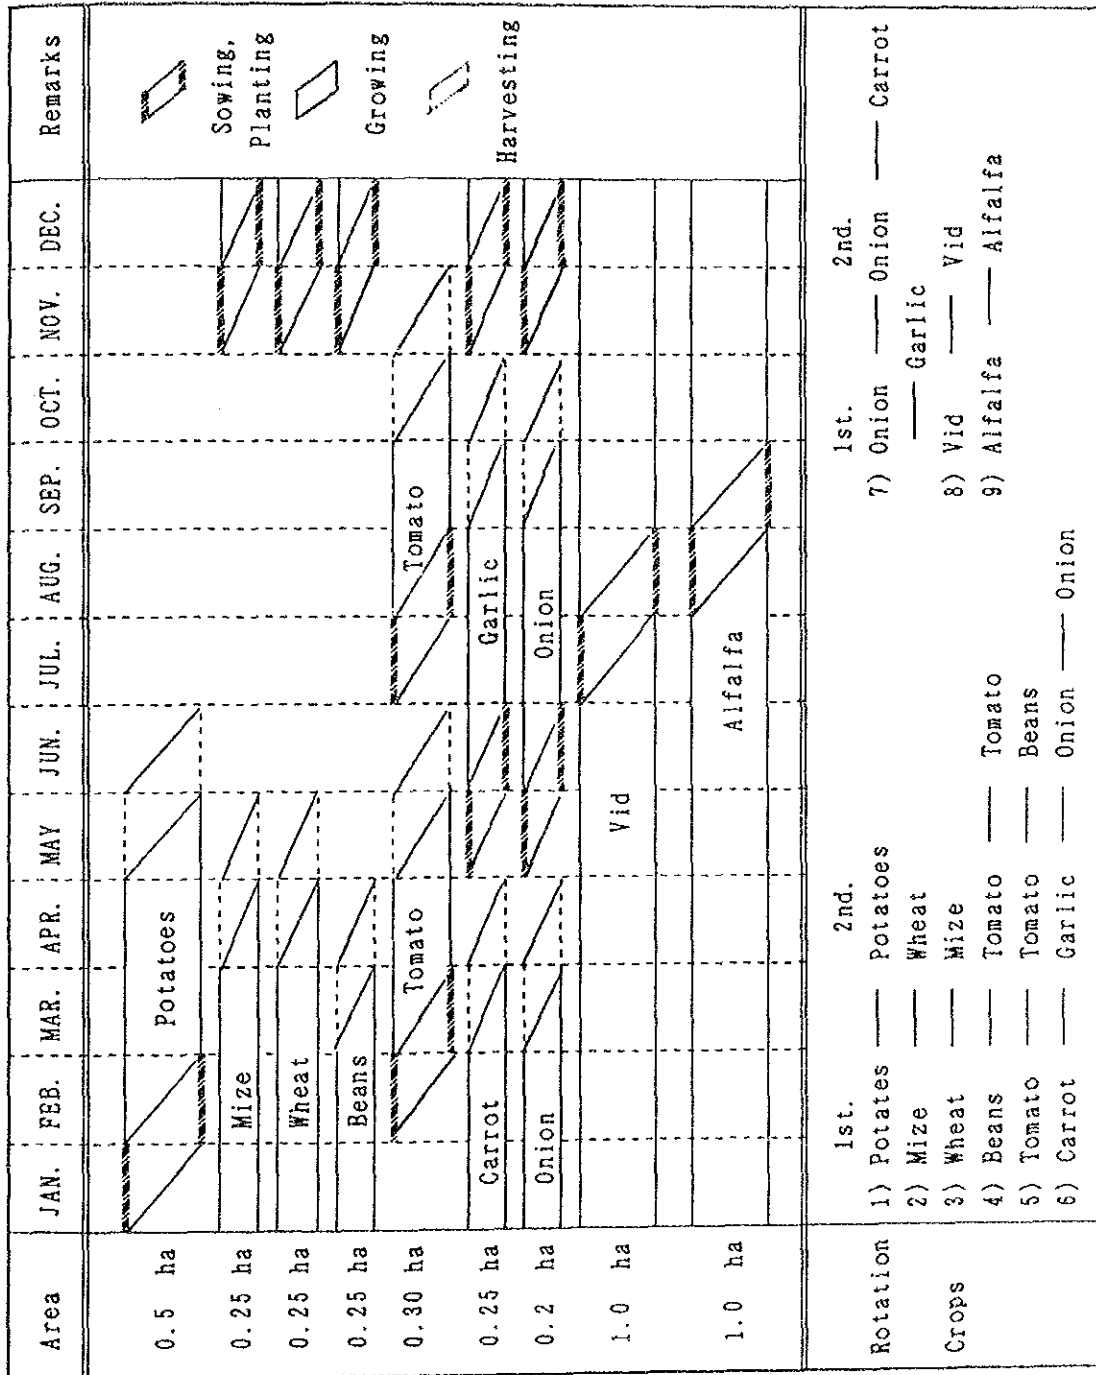 Area JAN. FEB. MAR. APR. MAY JUN. JUL. AUG. SEP. OCT. NOV. DEC. Remarks
0.5 ha Potatoes
0.25 ha Mize
0.25 ha Wheat
0.25 ha Beans
0.30 ha Tomato Tomato
0.25 ha Carrot Garlic
0.2 ha Onion Onion
1.0 ha Vid
1.0 ha Alfalfa
Sowing,
Planting
Growing
Harvesting
Rotation
Crops
1st. 2nd.
1) Potates —— Potatoes
2) Mize —— Wheat
3) Wheat —— Mize
4) Beans —— Tomato —— Tomato
5) Tomato —— Tomato —— Beans
6) Carrot —— Garlic —— Onion —— Onion
1st. 2nd.
7) Onion —— Onion —— Carrot
—— Garlic
8) Vid —— Vid
9) Alfalfa —— Alfalfa